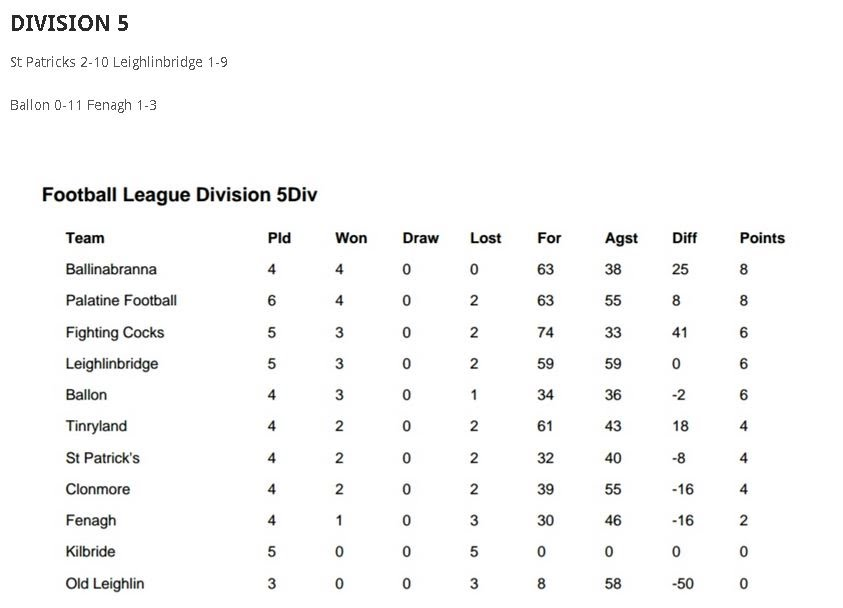 DIVISION 5
St Patricks 2-10 Leighlinbridge 1-9
Ballon 0-11 Fenagh 1-3
Football League Division 5Div
Team Pld Won Draw Lost For Agst Diff Points
Ballinabranna 4 4 0 0 63 38 25 8
Palatine Football 6 4 0 2 63 55 8 8
Fighting Cocks 5 3 0 2 74 33 41 6
Leighlinbridge 5 3 0 2 59 59 0 6
Ballon 4 3 0 1 34 36 -2 6
Tinryland 4 2 0 2 61 43 18 4
St Patrick's 4 2 0 2 32 40 -8 4
Clonmore 4 2 0 2 39 55 -16 4
Fenagh 4 1 0 3 30 46 -16 2
Kilbride 5 0 0 5 0 0 0 0
Old Leighlin 3 0 0 3 8 58 -50 0